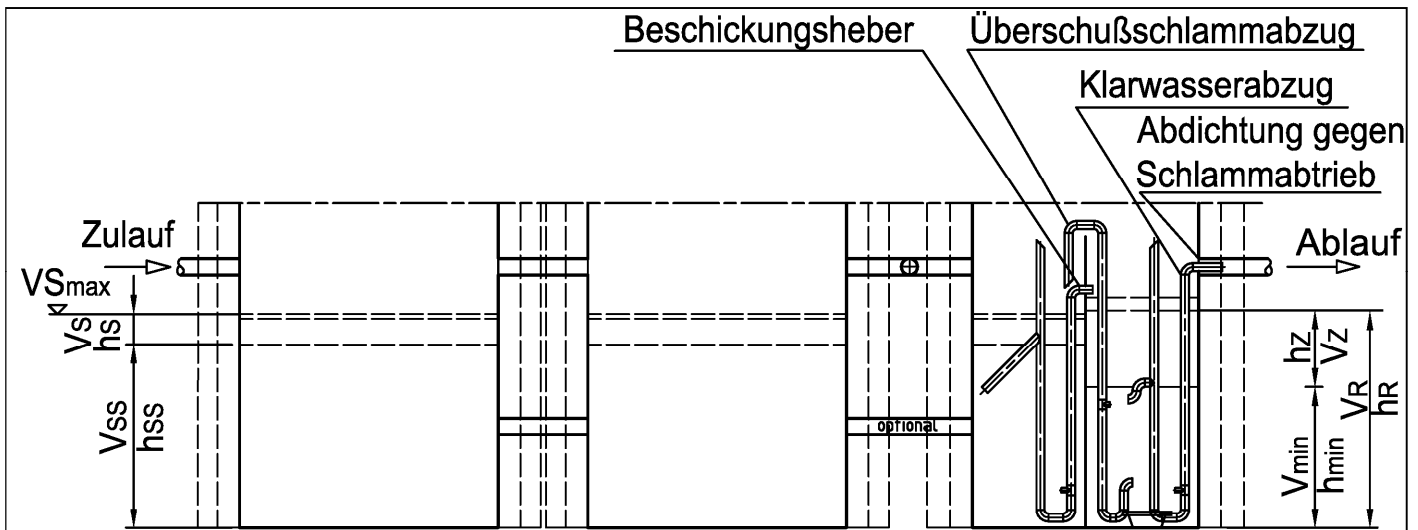 Beschickungsheber
Überschußschlammabzug
Klarwasserabzug
Abdichtung gegen
Schlammabtrieb
Zulauf
Ablauf
VSmax
VS
hS
VSS
hSS
optional
hZ
VZ
VR
hR
Vmin
hmin